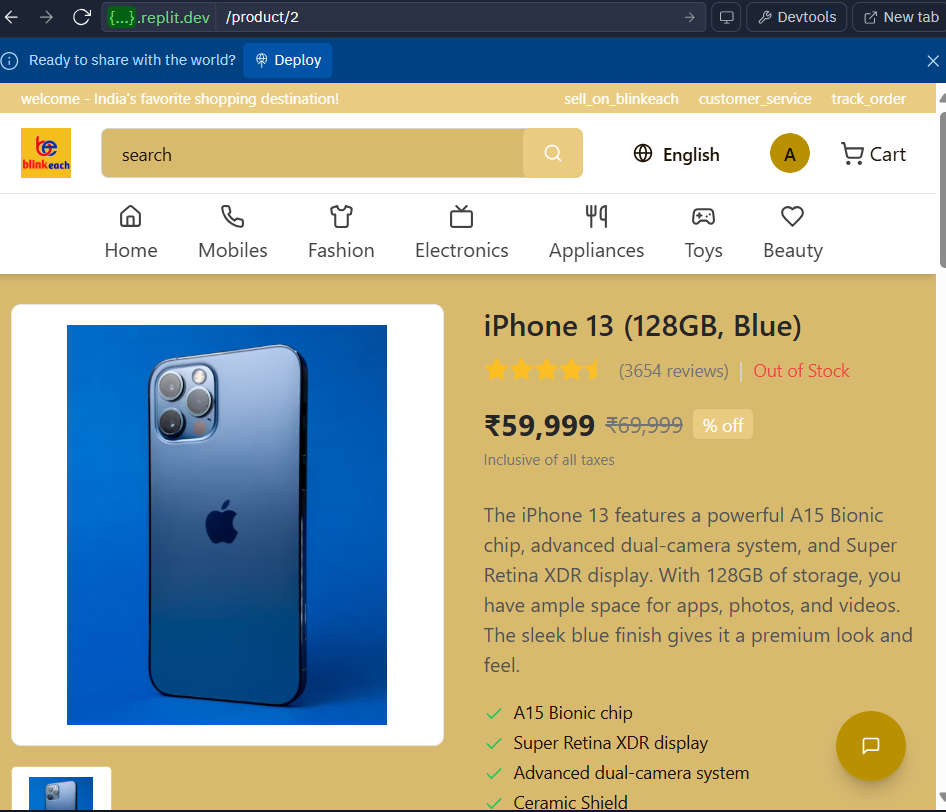 {...}.replit.dev /product/2 Devtools New tab
Ready to share with the world? Deploy
welcome - India's favorite shopping destination! sell_on_blinkeach customer_service track_order
be
blinkeach
search English A Cart
Home Mobiles Fashion Electronics Appliances Toys Beauty
iPhone 13 (128GB, Blue)
(3654 reviews) | Out of Stock
₹59,999 ₹69,999 % off
Inclusive of all taxes
The iPhone 13 features a powerful A15 Bionic
chip, advanced dual-camera system, and Super
Retina XDR display. With 128GB of storage, you
have ample space for apps, photos, and videos.
The sleek blue finish gives it a premium look and
feel.
A15 Bionic chip
Super Retina XDR display
Advanced dual-camera system
Ceramic Shield